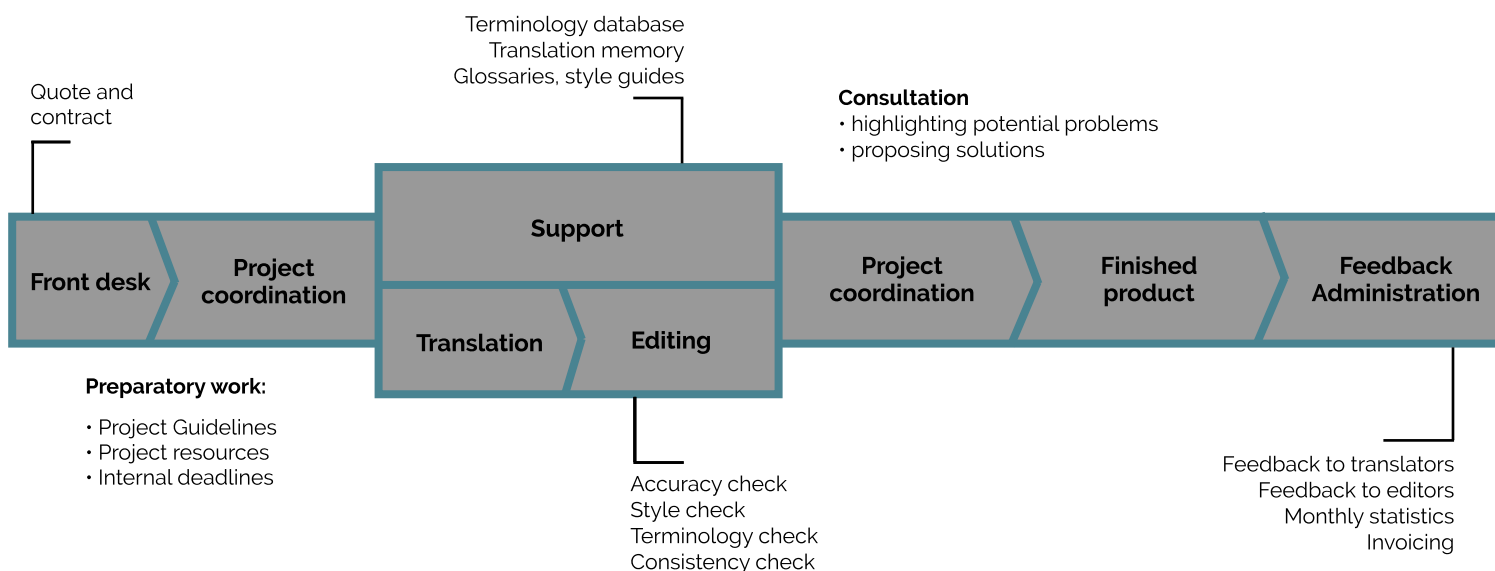 Terminology database
Translation memory
Glossaries, style guides
Quote and
contract
Consultation
• highlighting potential problems
• proposing solutions
Support
Front desk
Project
coordination
Translation
Editing
Project
coordination
Finished
product
Feedback
Administration
Preparatory work:
• Project Guidelines
• Project resources
• Internal deadlines
Accuracy check
Style check
Terminology check
Consistency check
Feedback to translators
Feedback to editors
Monthly statistics
Invoicing